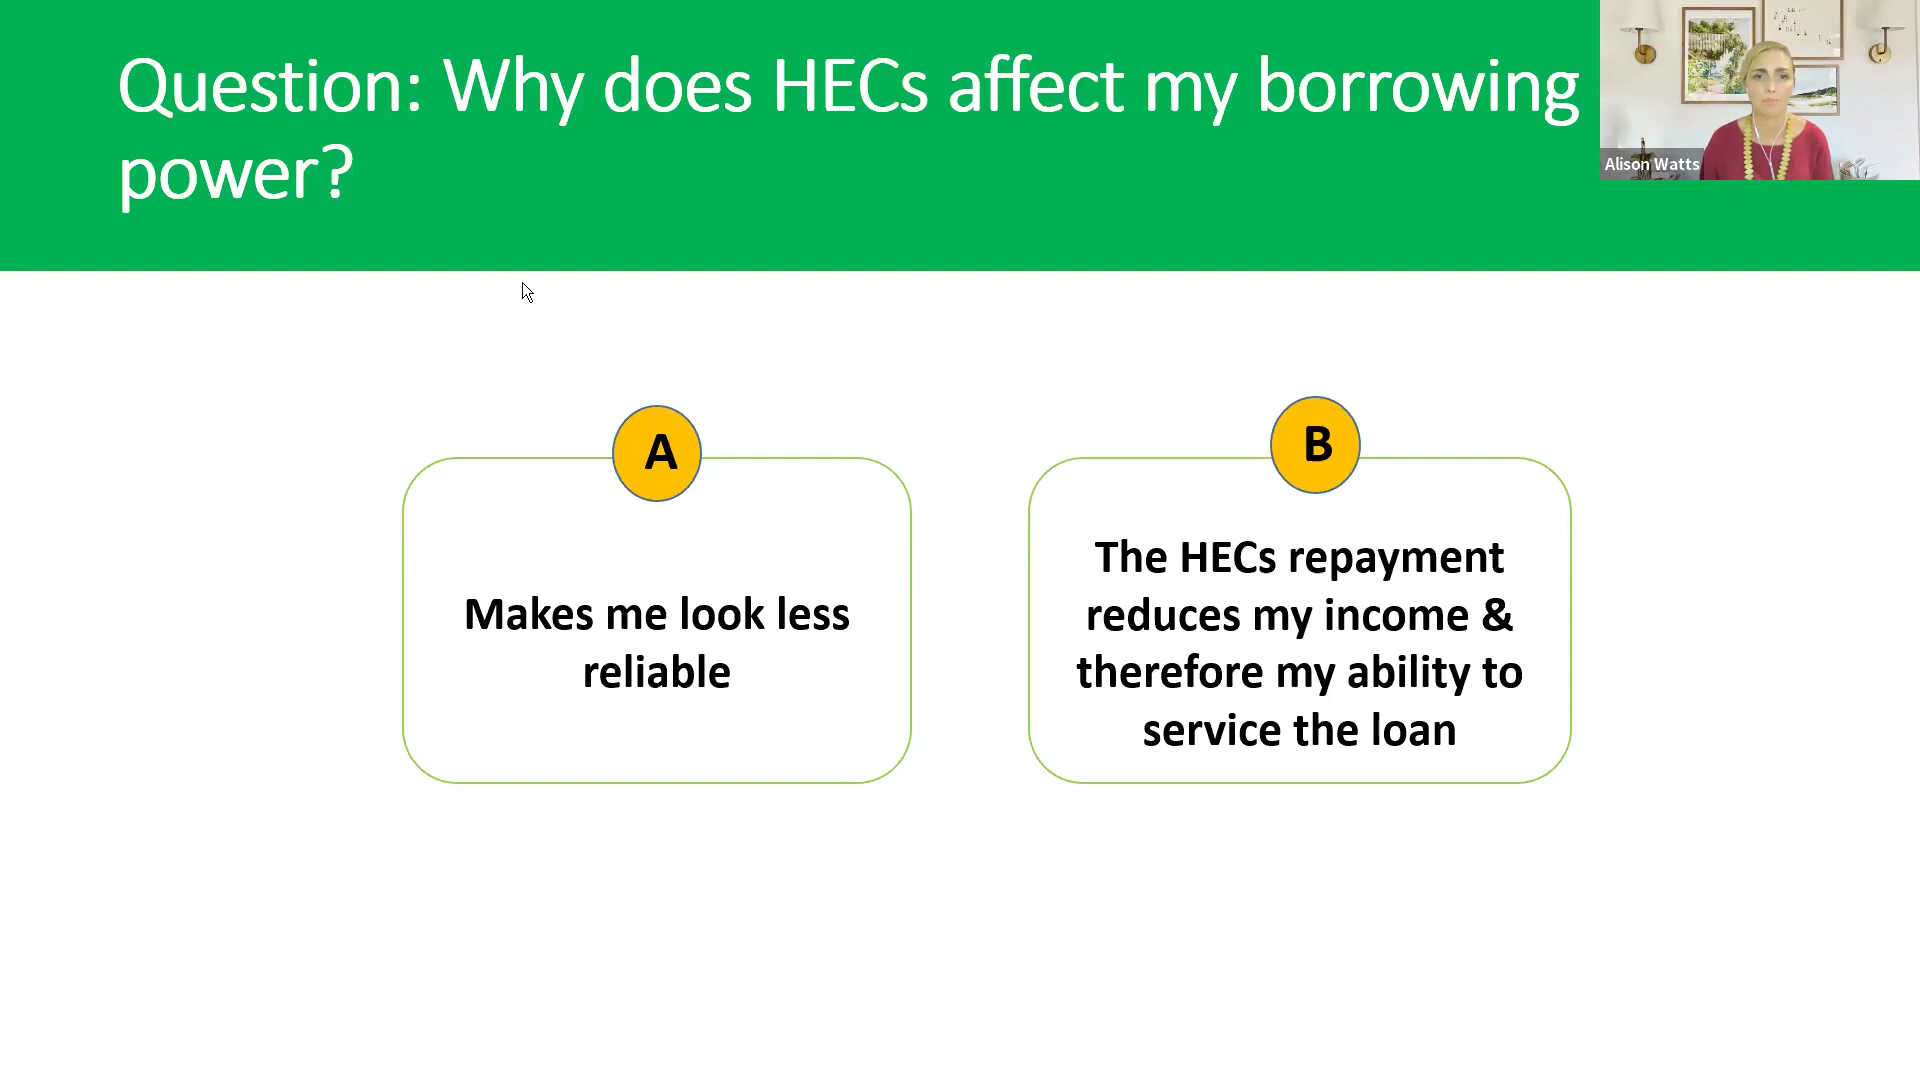 Question: Why does HECs affect my borrowing
power?
Alison Watts
A
Makes me look less
reliable
B
The HECs repayment
reduces my income &
therefore my ability to
service the loan